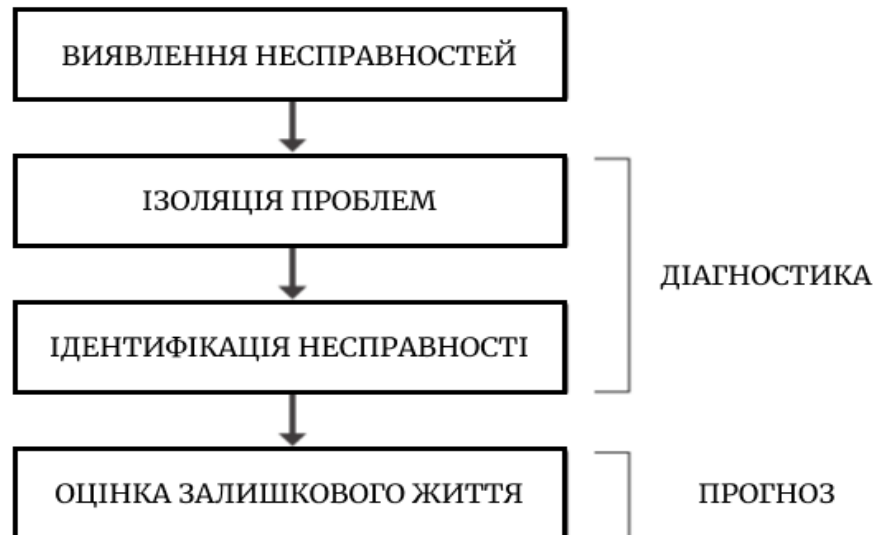 ВИЯВЛЕННЯ НЕСПРАВНОСТЕЙ
ІЗОЛЯЦІЯ ПРОБЛЕМ
ДІАГНОСТИКА
ІДЕНТИФІКАЦІЯ НЕСПРАВНОСТІ
ОЦІНКА ЗАЛИШКОВОГО ЖИТТЯ
ПРОГНОЗ